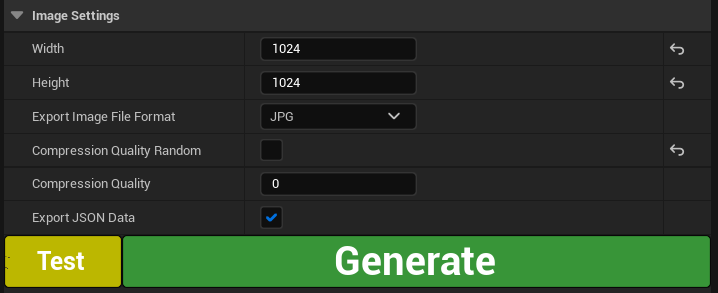 Image Settings
Width 1024
Height 1024
Export Image File Format JPG
Compression Quality Random
Compression Quality 0
Export JSON Data
Test Generate